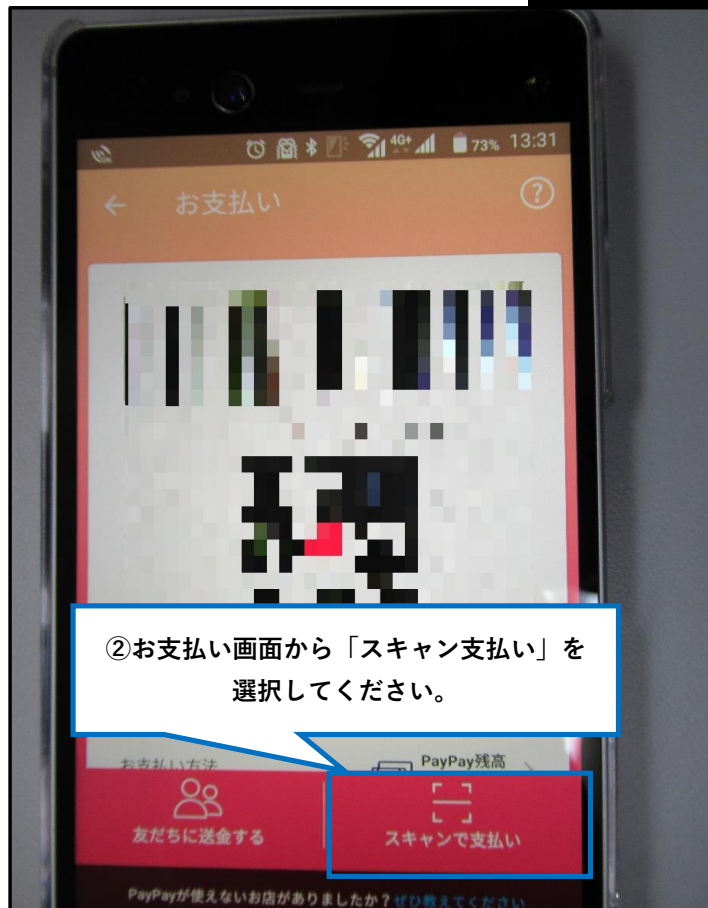 4G+ 73% 13:31
← お支払い ?
②お支払い画面から「スキャン支払い」を
選択してください。
お支払い方法 PayPay残高
友だちに送金する スキャンで支払い
PayPayが使えないお店がありましたか？ぜひ教えてください